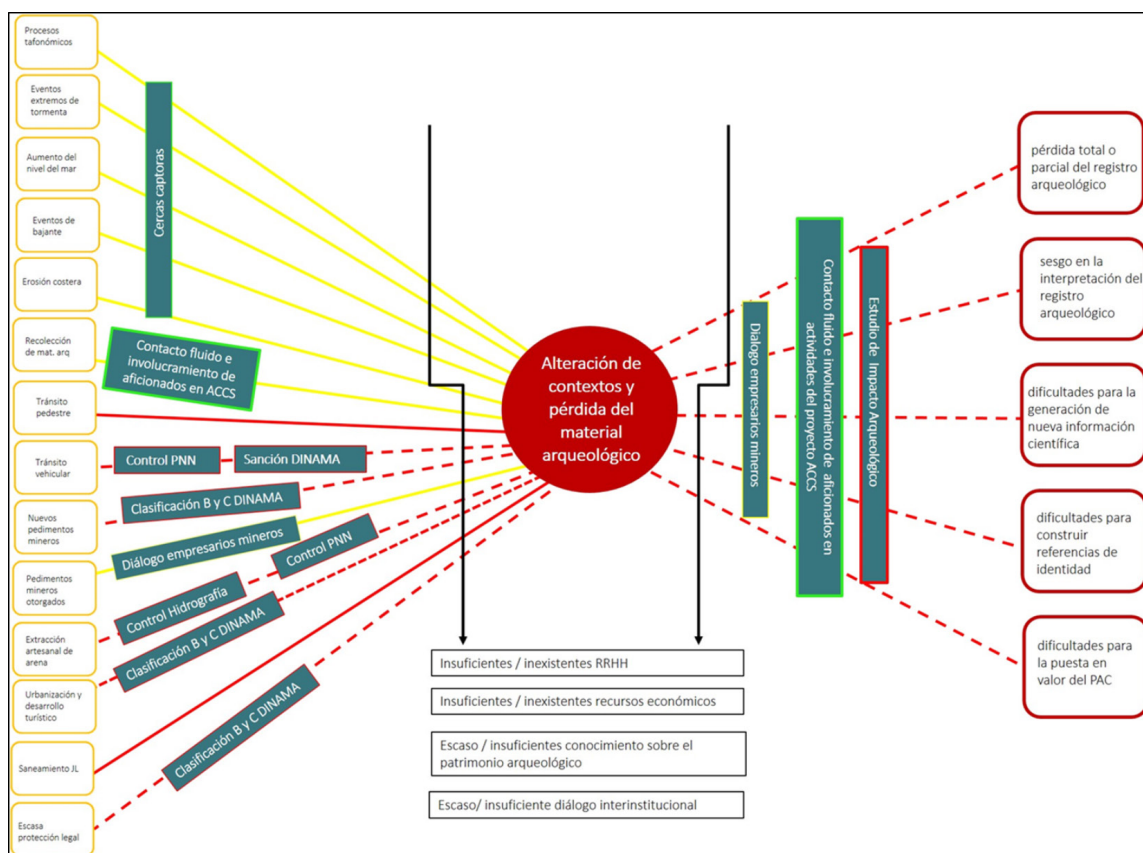 Procesos
tafonómicos
Eventos
extremos de
tormenta
Aumento del
nivel del mar
Eventos de
bajante
Erosión costera
Recolección
de mat. arq
Tránsito
pedestre
Tránsito
vehicular
Nuevos
pedimentos
mineros
Pedimentos
mineros
otorgados
Extracción
artesanal de
arena
Urbanización y
desarrollo
turístico
Saneamiento JL
Escasa
protección legal
Cercas captoras
Contacto fluido e
involucramiento de
aficionados en ACCS
Control PNN
Sanción DINAMA
Clasificación B y C DINAMA
Diálogo empresarios mineros
Control Hidrografía
Control PNN
Clasificación B y C DINAMA
Clasificación B y C DINAMA
Alteración de
contextos y
pérdida del
material
arqueológico
Insuficientes / inexistentes RRHH
Insuficientes / inexistentes recursos económicos
Escaso / insuficientes conocimiento sobre el
patrimonio arqueológico
Escaso/ insuficiente diálogo interinstitucional
Dialogo empresarios mineros
Contacto fluido e involucramiento de aficionados en
actividades del proyecto ACCS
Estudio de Impacto Arqueológico
pérdida total o
parcial del registro
arqueológico
sesgo en la
interpretación del
registro
arqueológico
dificultades para la
generación de
nueva información
científica
dificultades para
construir
referencias de
identidad
dificultades para
la puesta en
valor del PAC